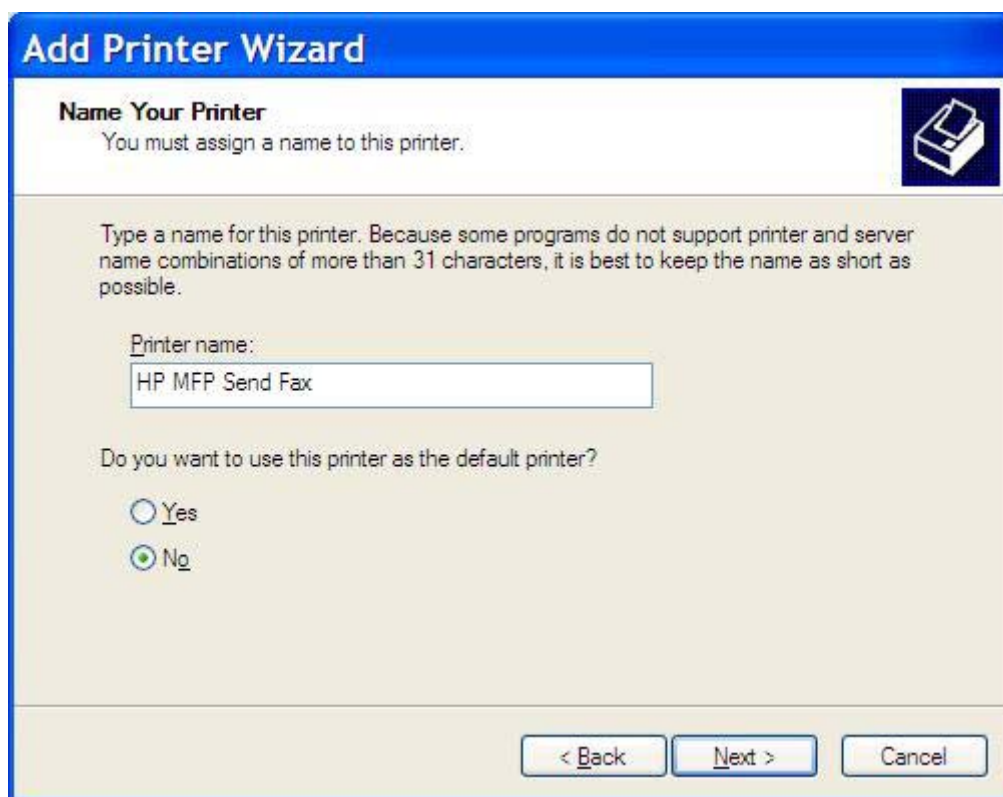 Add Printer Wizard
Name Your Printer
You must assign a name to this printer.
Type a name for this printer. Because some programs do not support printer and server
name combinations of more than 31 characters, it is best to keep the name as short as
possible.
Printer name:
HP MFP Send Fax
Do you want to use this printer as the default printer?
Yes
No
< Back
Next >
Cancel